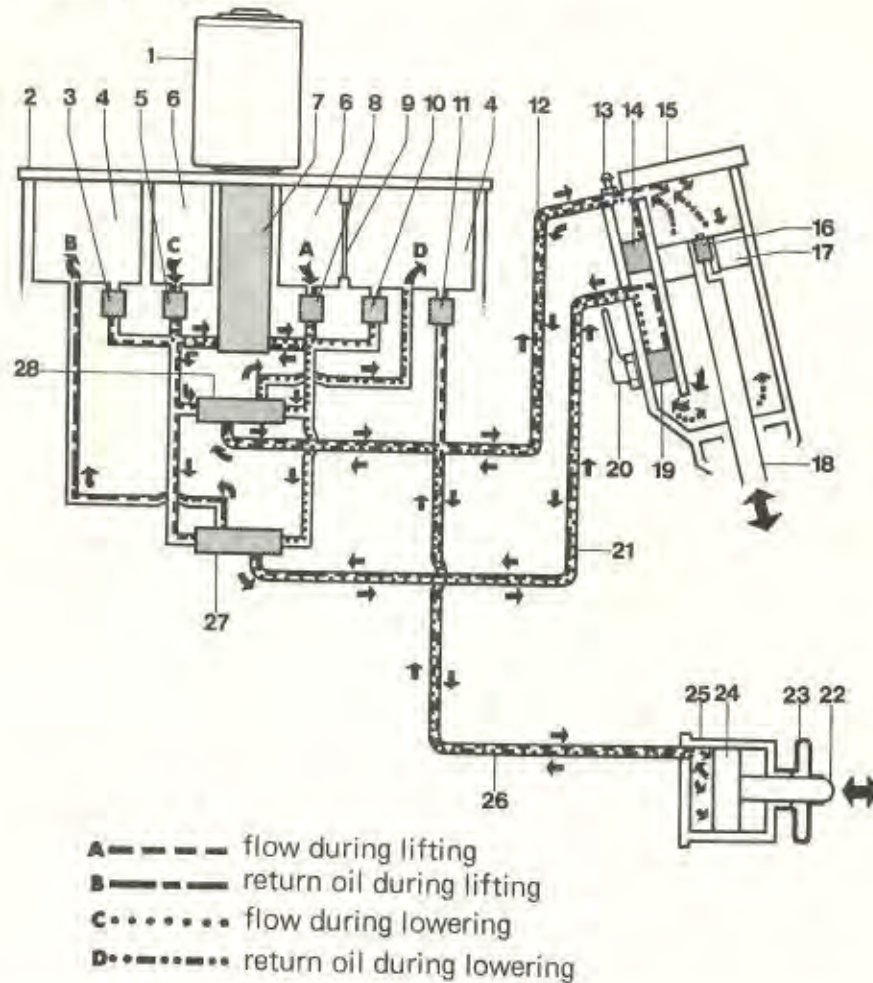 1
2 3 4 5 6 7 6 8 9 10 11 4 12 13 14 15
16
17
B C A D
28
20 19 18
21
27
25 24 23 22
26
A flow during lifting
B return oil during lifting
C flow during lowering
D return oil during lowering